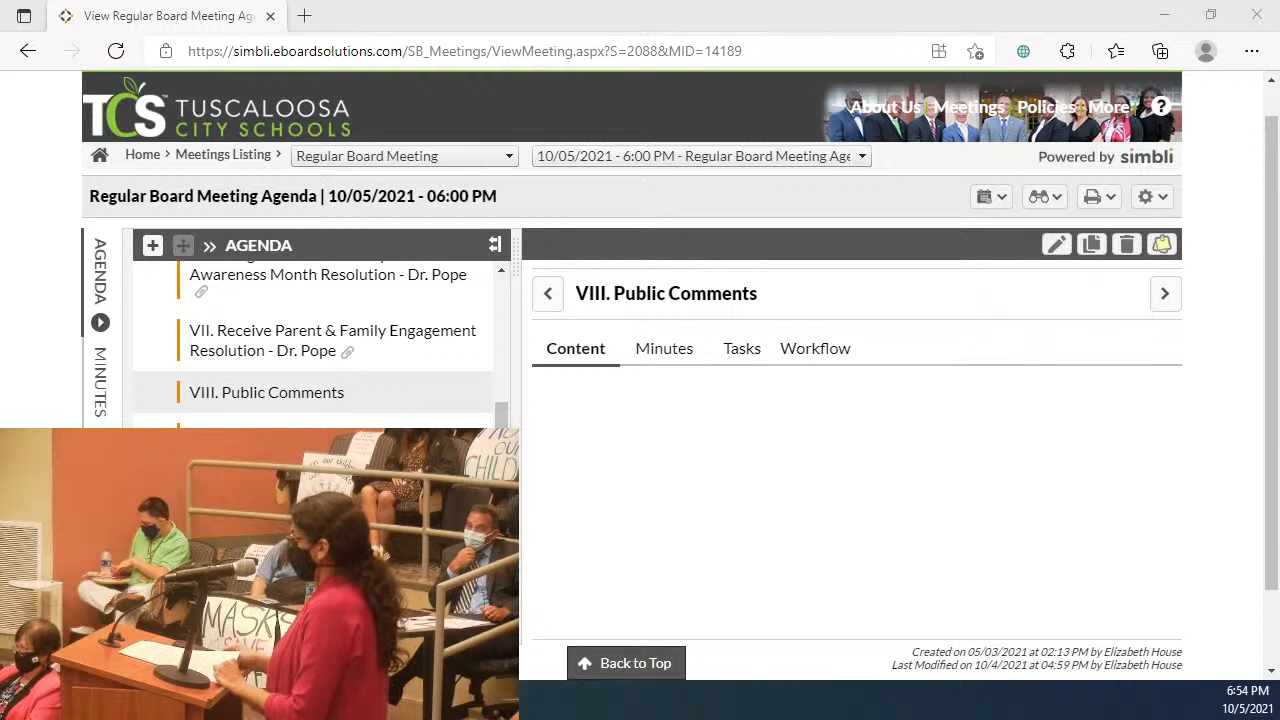 View Regular Board Meeting Ag
https://simbli.eboardsolutions.com/SB_Meetings/ViewMeeting.aspx?S=2088&MID=14189
TCS TUSCALOOSA
CITY SCHOOLS
About Us Meetings Policies More
Home Meetings Listing Regular Board Meeting 10/05/2021 - 6:00 PM - Regular Board Meeting Age
Powered by simbli
Regular Board Meeting Agenda | 10/05/2021 - 06:00 PM
AGENDA
MINUTES
AGENDA
Awareness Month Resolution - Dr. Pope
VII. Receive Parent & Family Engagement
Resolution - Dr. Pope
VIII. Public Comments
VIII. Public Comments
Content Minutes Tasks Workflow
OUR
CHILD
MASKS
SAVE
Back to Top
Created on 05/03/2021 at 02:13 PM by Elizabeth House
Last Modified on 10/4/2021 at 04:59 PM by Elizabeth House
6:54 PM
10/5/2021